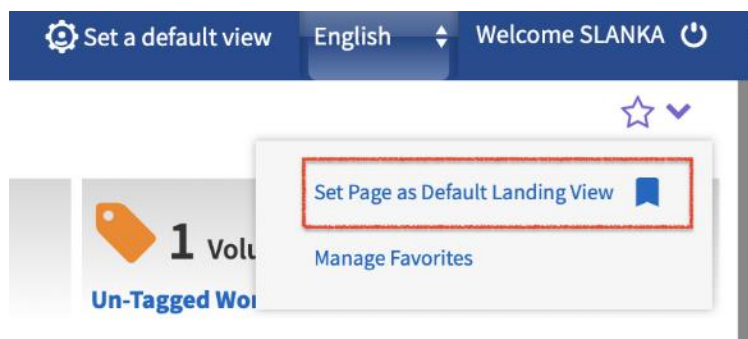 Set a default view English Welcome SLANKA
Set Page as Default Landing View
1
Manage Favorites